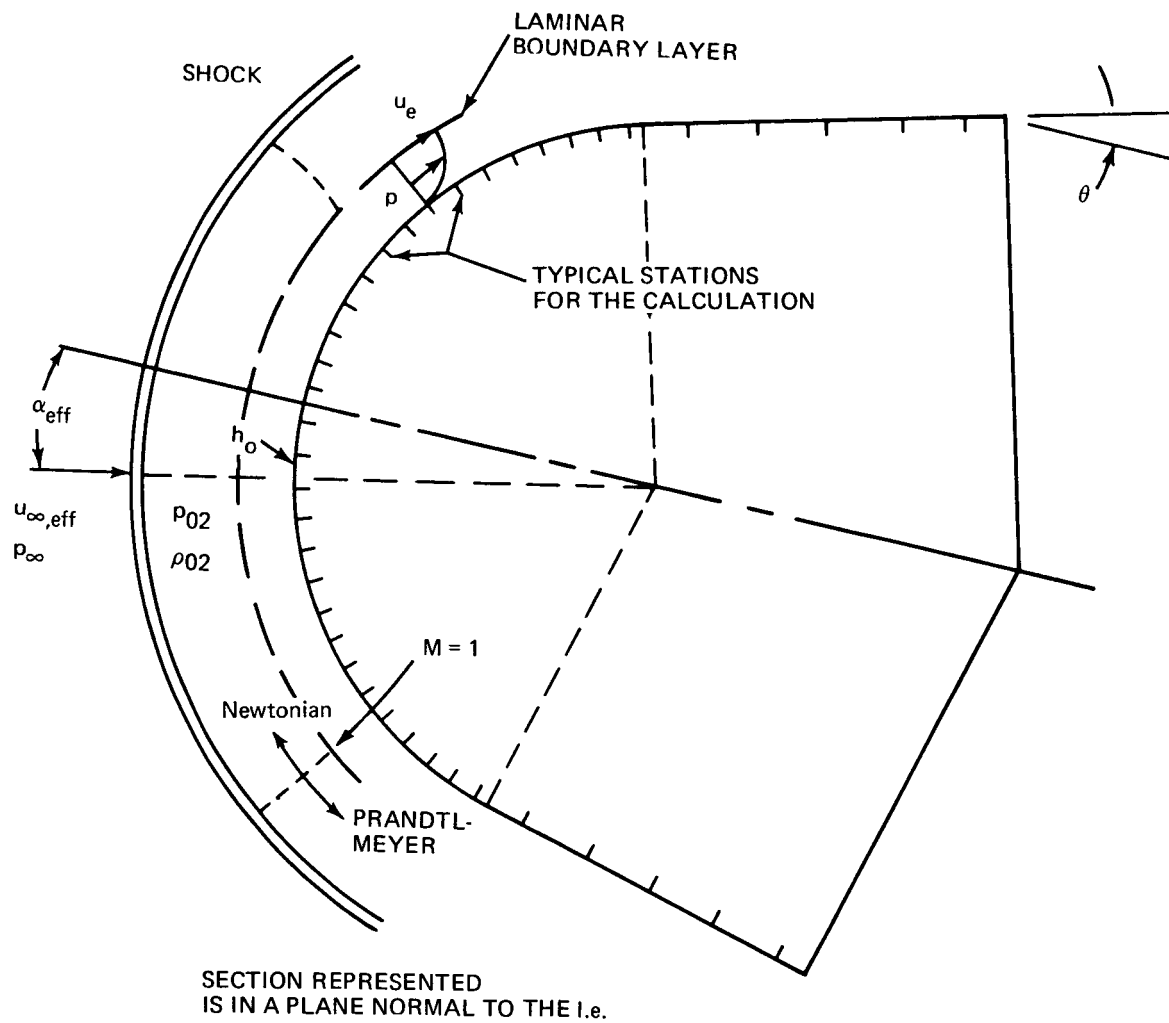 LAMINAR
BOUNDARY LAYER
SHOCK
u_e
p
θ
TYPICAL STATIONS
FOR THE CALCULATION
α_eff
h_o
u_∞,eff
p_∞
p_02
ρ_02
M = 1
Newtonian
PRANDTL-
MEYER
SECTION REPRESENTED
IS IN A PLANE NORMAL TO THE l.e.